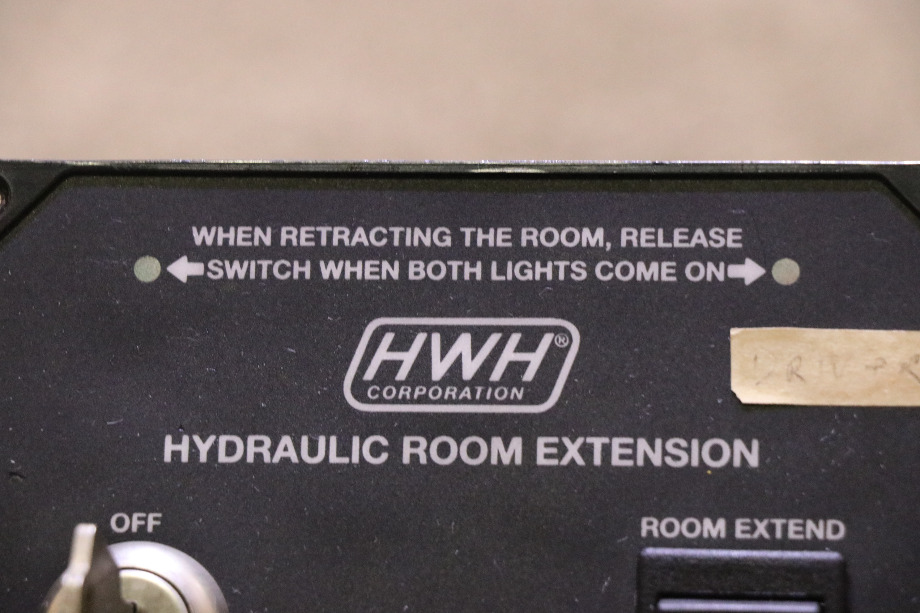 WHEN RETRACTING THE ROOM, RELEASE
SWITCH WHEN BOTH LIGHTS COME ON
HWH®
CORPORATION
DRIVER
HYDRAULIC ROOM EXTENSION
OFF
ROOM EXTEND